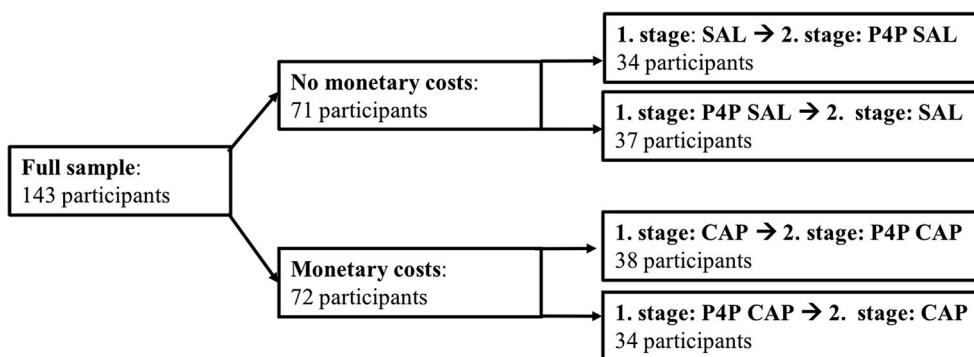 Full sample:
143 participants
No monetary costs:
71 participants
Monetary costs:
72 participants
1. stage: SAL → 2. stage: P4P SAL
34 participants
1. stage: P4P SAL → 2. stage: SAL
37 participants
1. stage: CAP → 2. stage: P4P CAP
38 participants
1. stage: P4P CAP → 2. stage: CAP
34 participants